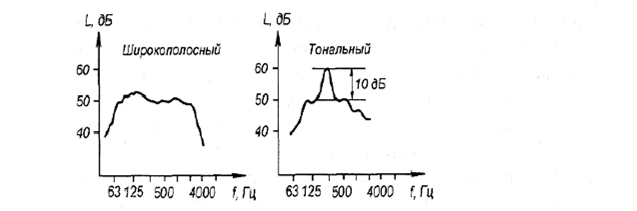 L, дБ
Широкополосный
60
50
40
63 125 500 4000 f, Гц
L, дБ
Тональный
60
10 дБ
50
40
63 125 500 4000 f, Гц